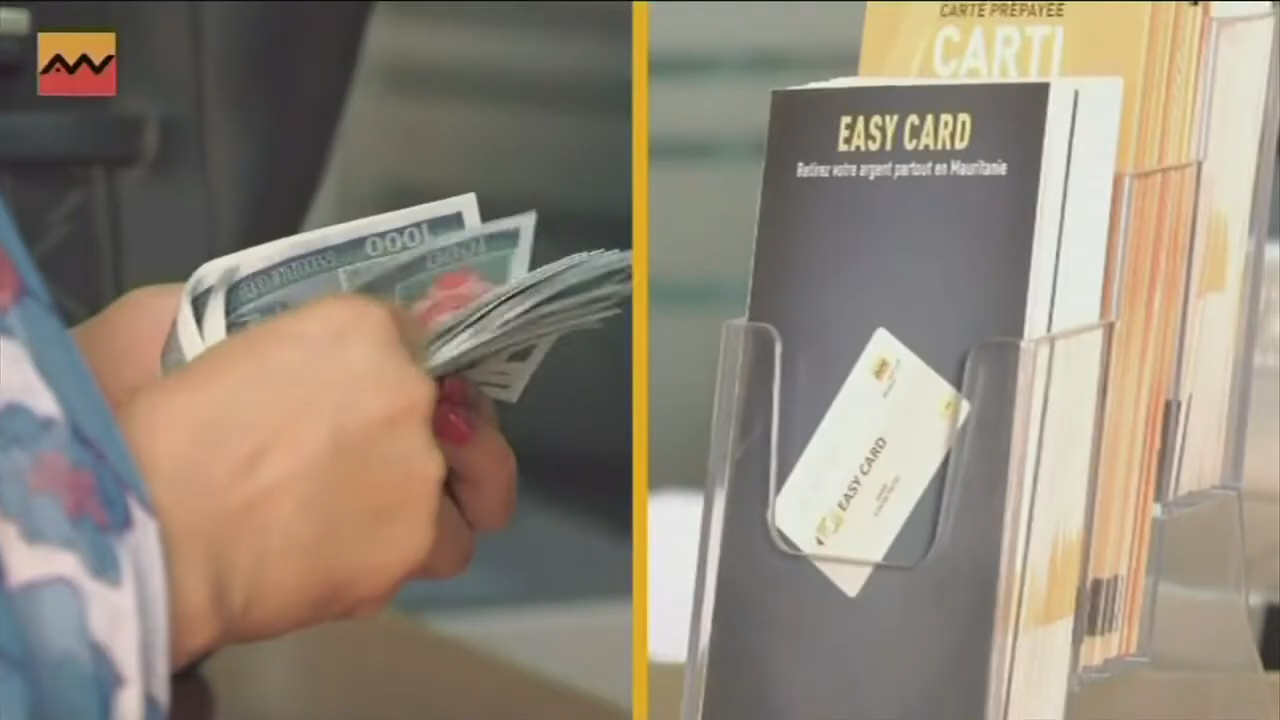 1000
CARTE PRÉPAYÉE
CARTI
EASY CARD
Retirez votre argent partout en Mauritanie
EASY CARD